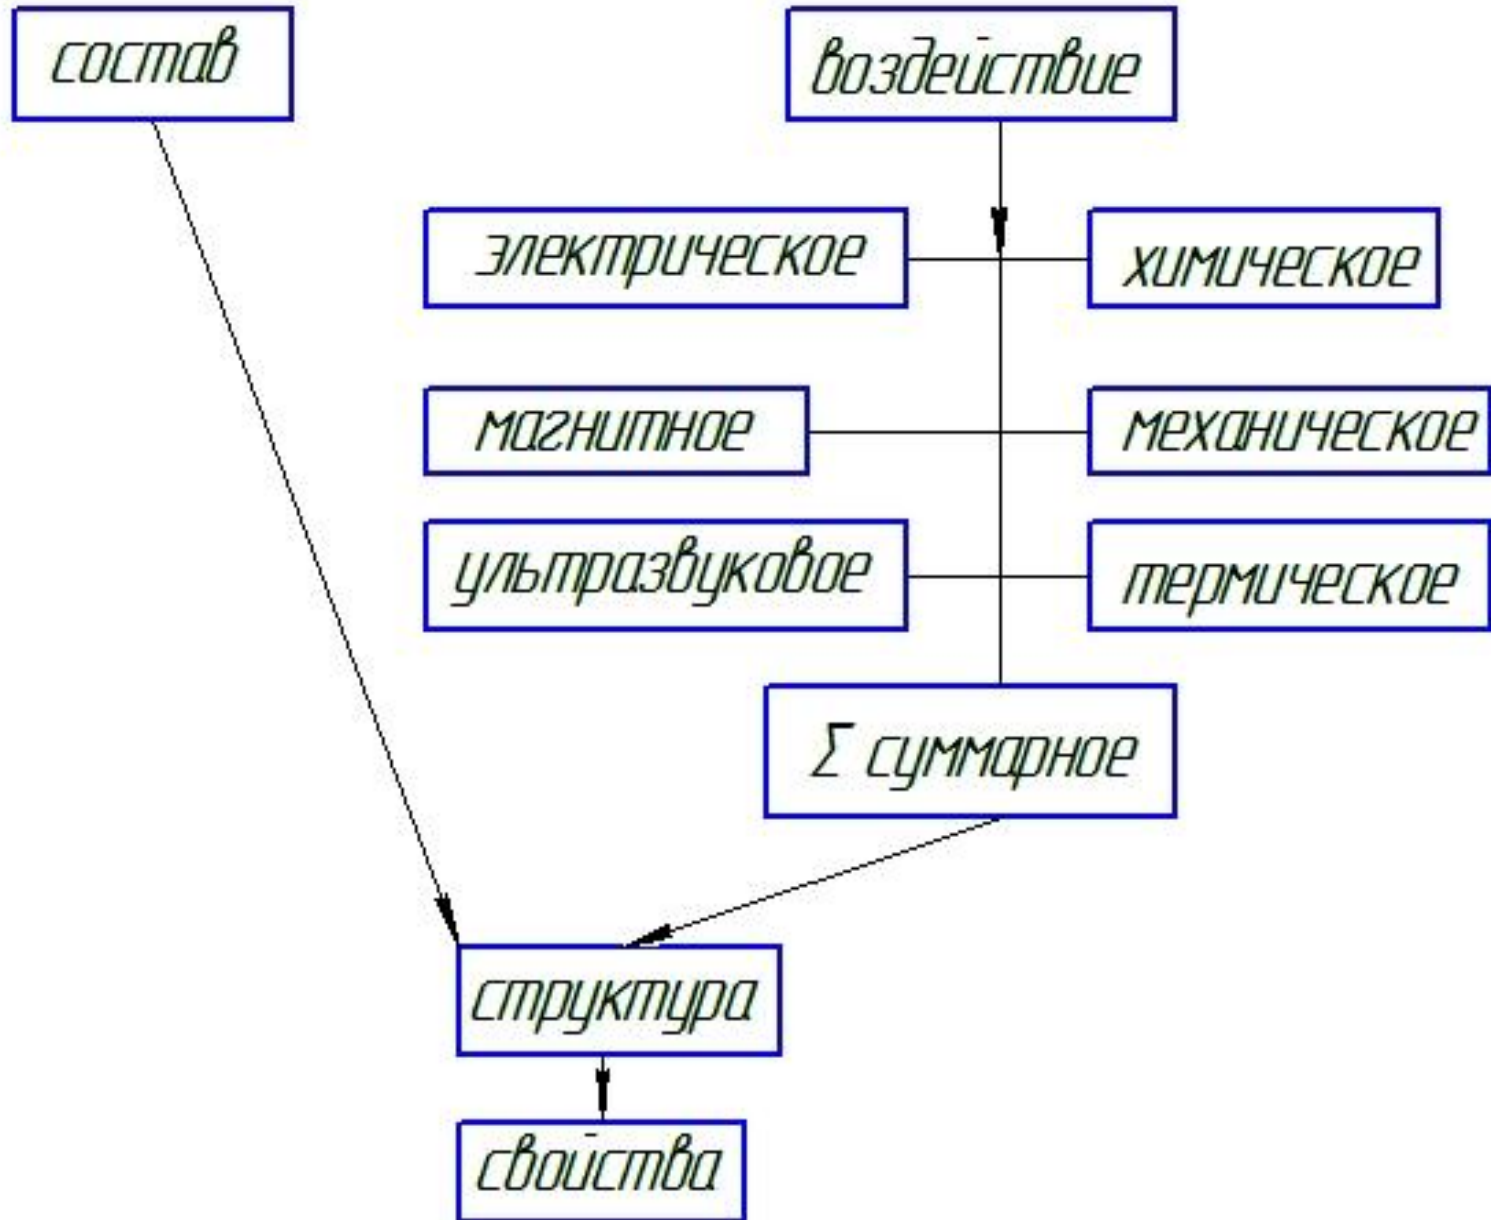 состав
воздействие
электрическое
химическое
магнитное
механическое
ультразвуковое
термическое
Σ суммарное
структура
свойства